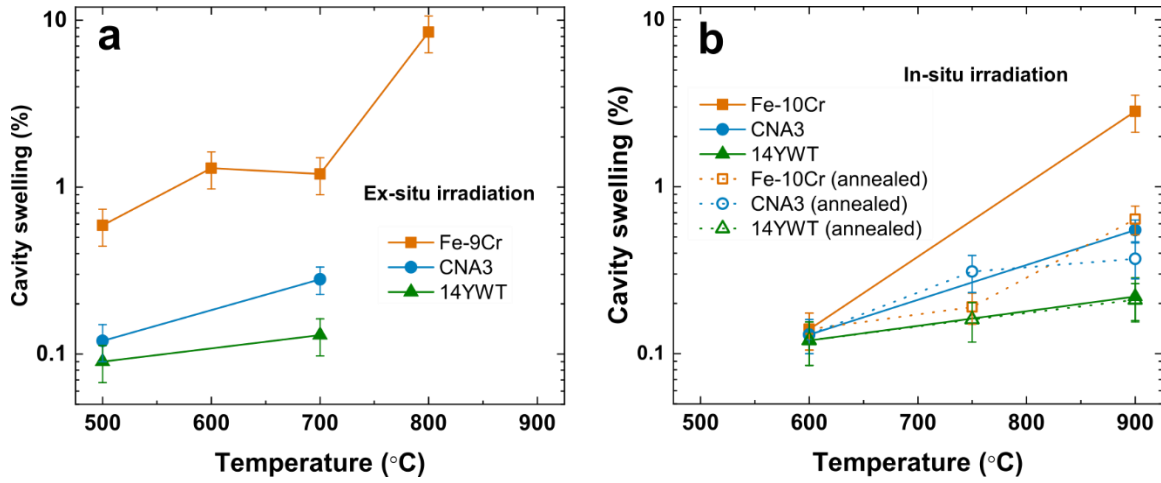 a
10
1
0.1
Cavity swelling (%)
Ex-situ irradiation
Fe-9Cr
CNA3
14YWT
500 600 700 800 900
Temperature (°C)
b
10
1
0.1
Cavity swelling (%)
In-situ irradiation
Fe-10Cr
CNA3
14YWT
Fe-10Cr (annealed)
CNA3 (annealed)
14YWT (annealed)
500 600 700 800 900
Temperature (°C)